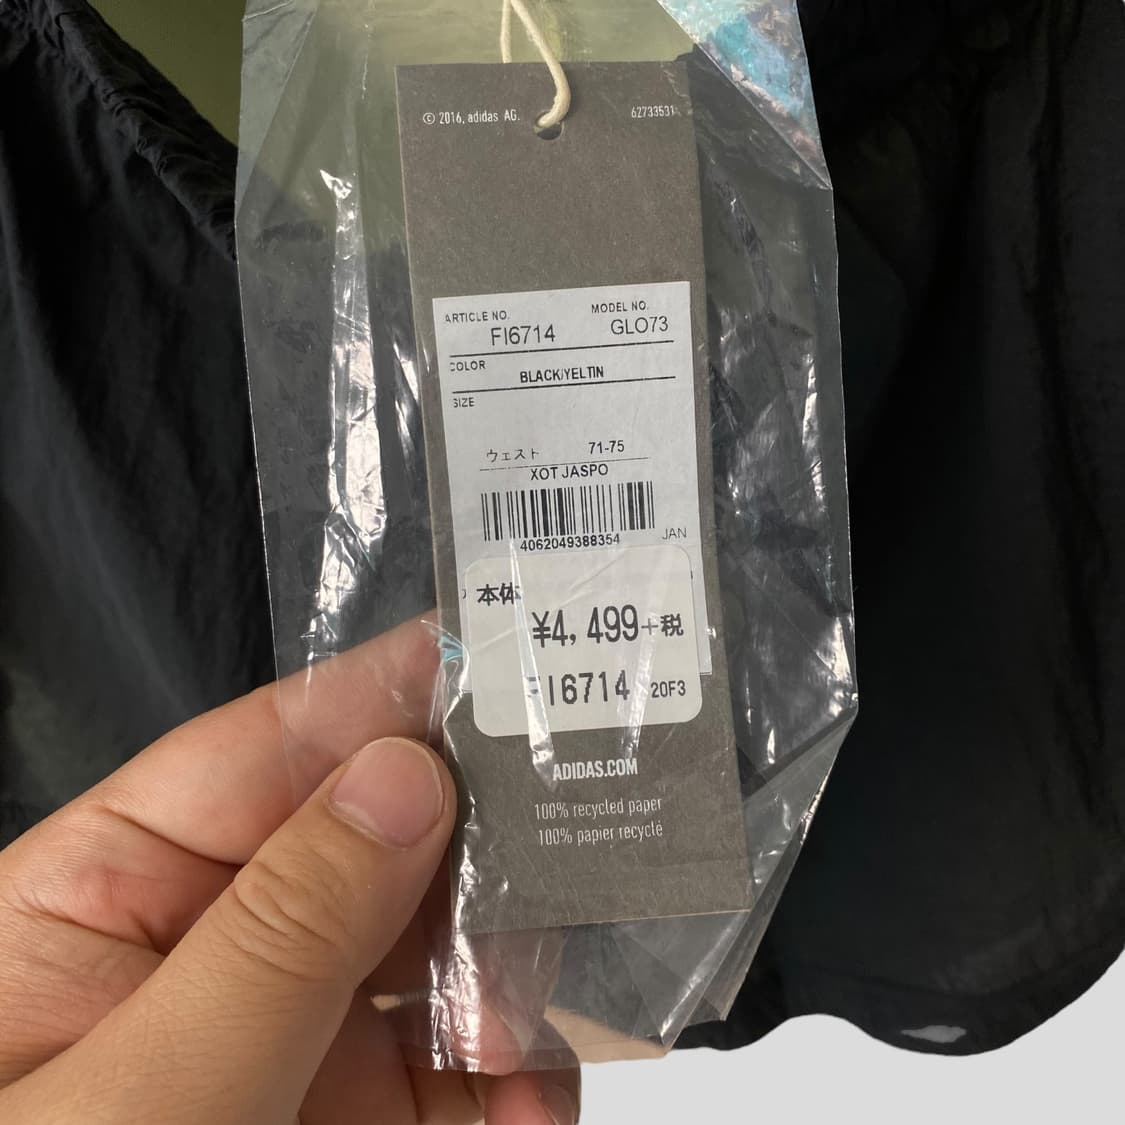 © 2016, adidas AG.
62733531
ARTICLE NO.
MODEL NO.
FI6714
GLO73
COLOR
BLACK/YELTIN
SIZE
ウェスト 71-75
XOT JASPO
4062049388354
JAN
本体
¥4,499+税
FI6714 20F3
ADIDAS.COM
100% recycled paper
100% papier recyclé